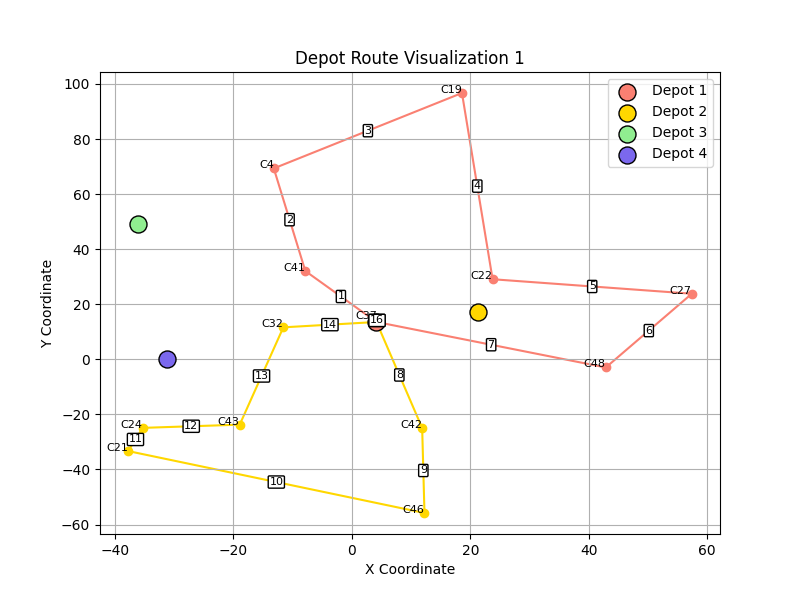 Depot Route Visualization 1
Depot 1
Depot 2
Depot 3
Depot 4
100
80
60
40
20
0
−20
−40
−60
−40
−20
0
20
40
60
Y Coordinate
X Coordinate
C19
3
C4
4
2
C41
C22
5
C27
1
C37
16
C32
14
6
7
C48
8
13
C24
12
C43
C42
11
C21
9
10
C46